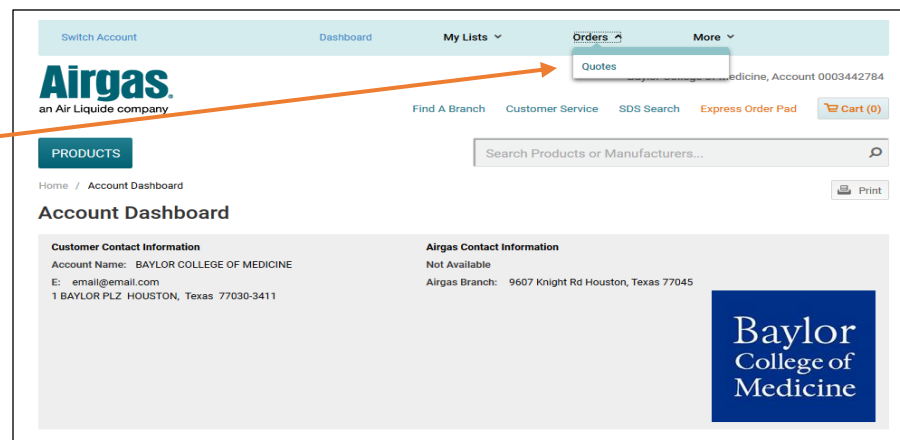 Switch Account Dashboard My Lists Orders More
Quotes
College of Medicine, Account 0003442784
Airgas.
an Air Liquide company
Find A Branch Customer Service SDS Search Express Order Pad Cart (0)
PRODUCTS Search Products or Manufacturers...
Home / Account Dashboard Print
Account Dashboard
Customer Contact Information Airgas Contact Information
Account Name: BAYLOR COLLEGE OF MEDICINE Not Available
E: email@email.com Airgas Branch: 9607 Knight Rd Houston, Texas 77045
1 BAYLOR PLZ HOUSTON, Texas 77030-3411
Baylor
College of
Medicine